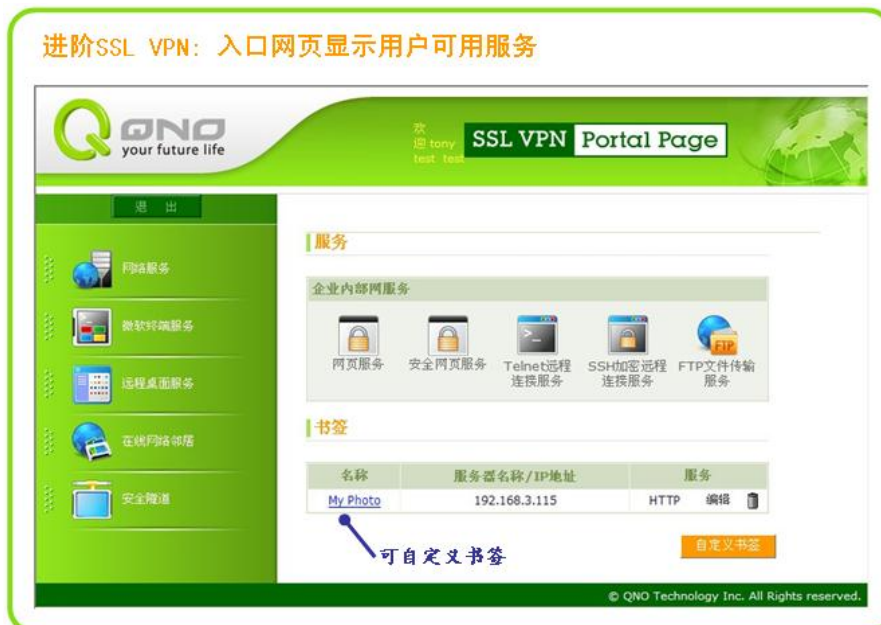 进阶SSL VPN: 入口网页显示用户可用服务
QNO
your future life
欢
迎 tony
test test
SSL VPN Portal Page
退 出
网络服务
微软终端服务
远程桌面服务
在线网络邻居
安全隧道
服务
企业内部网服务
网页服务
安全网页服务
Telnet远程
连接服务
SSH加密远程
连接服务
FTP
FTP文件传输
服务
书签
名称 服务器名称/IP地址 服务
My Photo 192.168.3.115 HTTP 编辑
可自定义书签
自定义书签
© QNO Technology Inc. All Rights reserved.